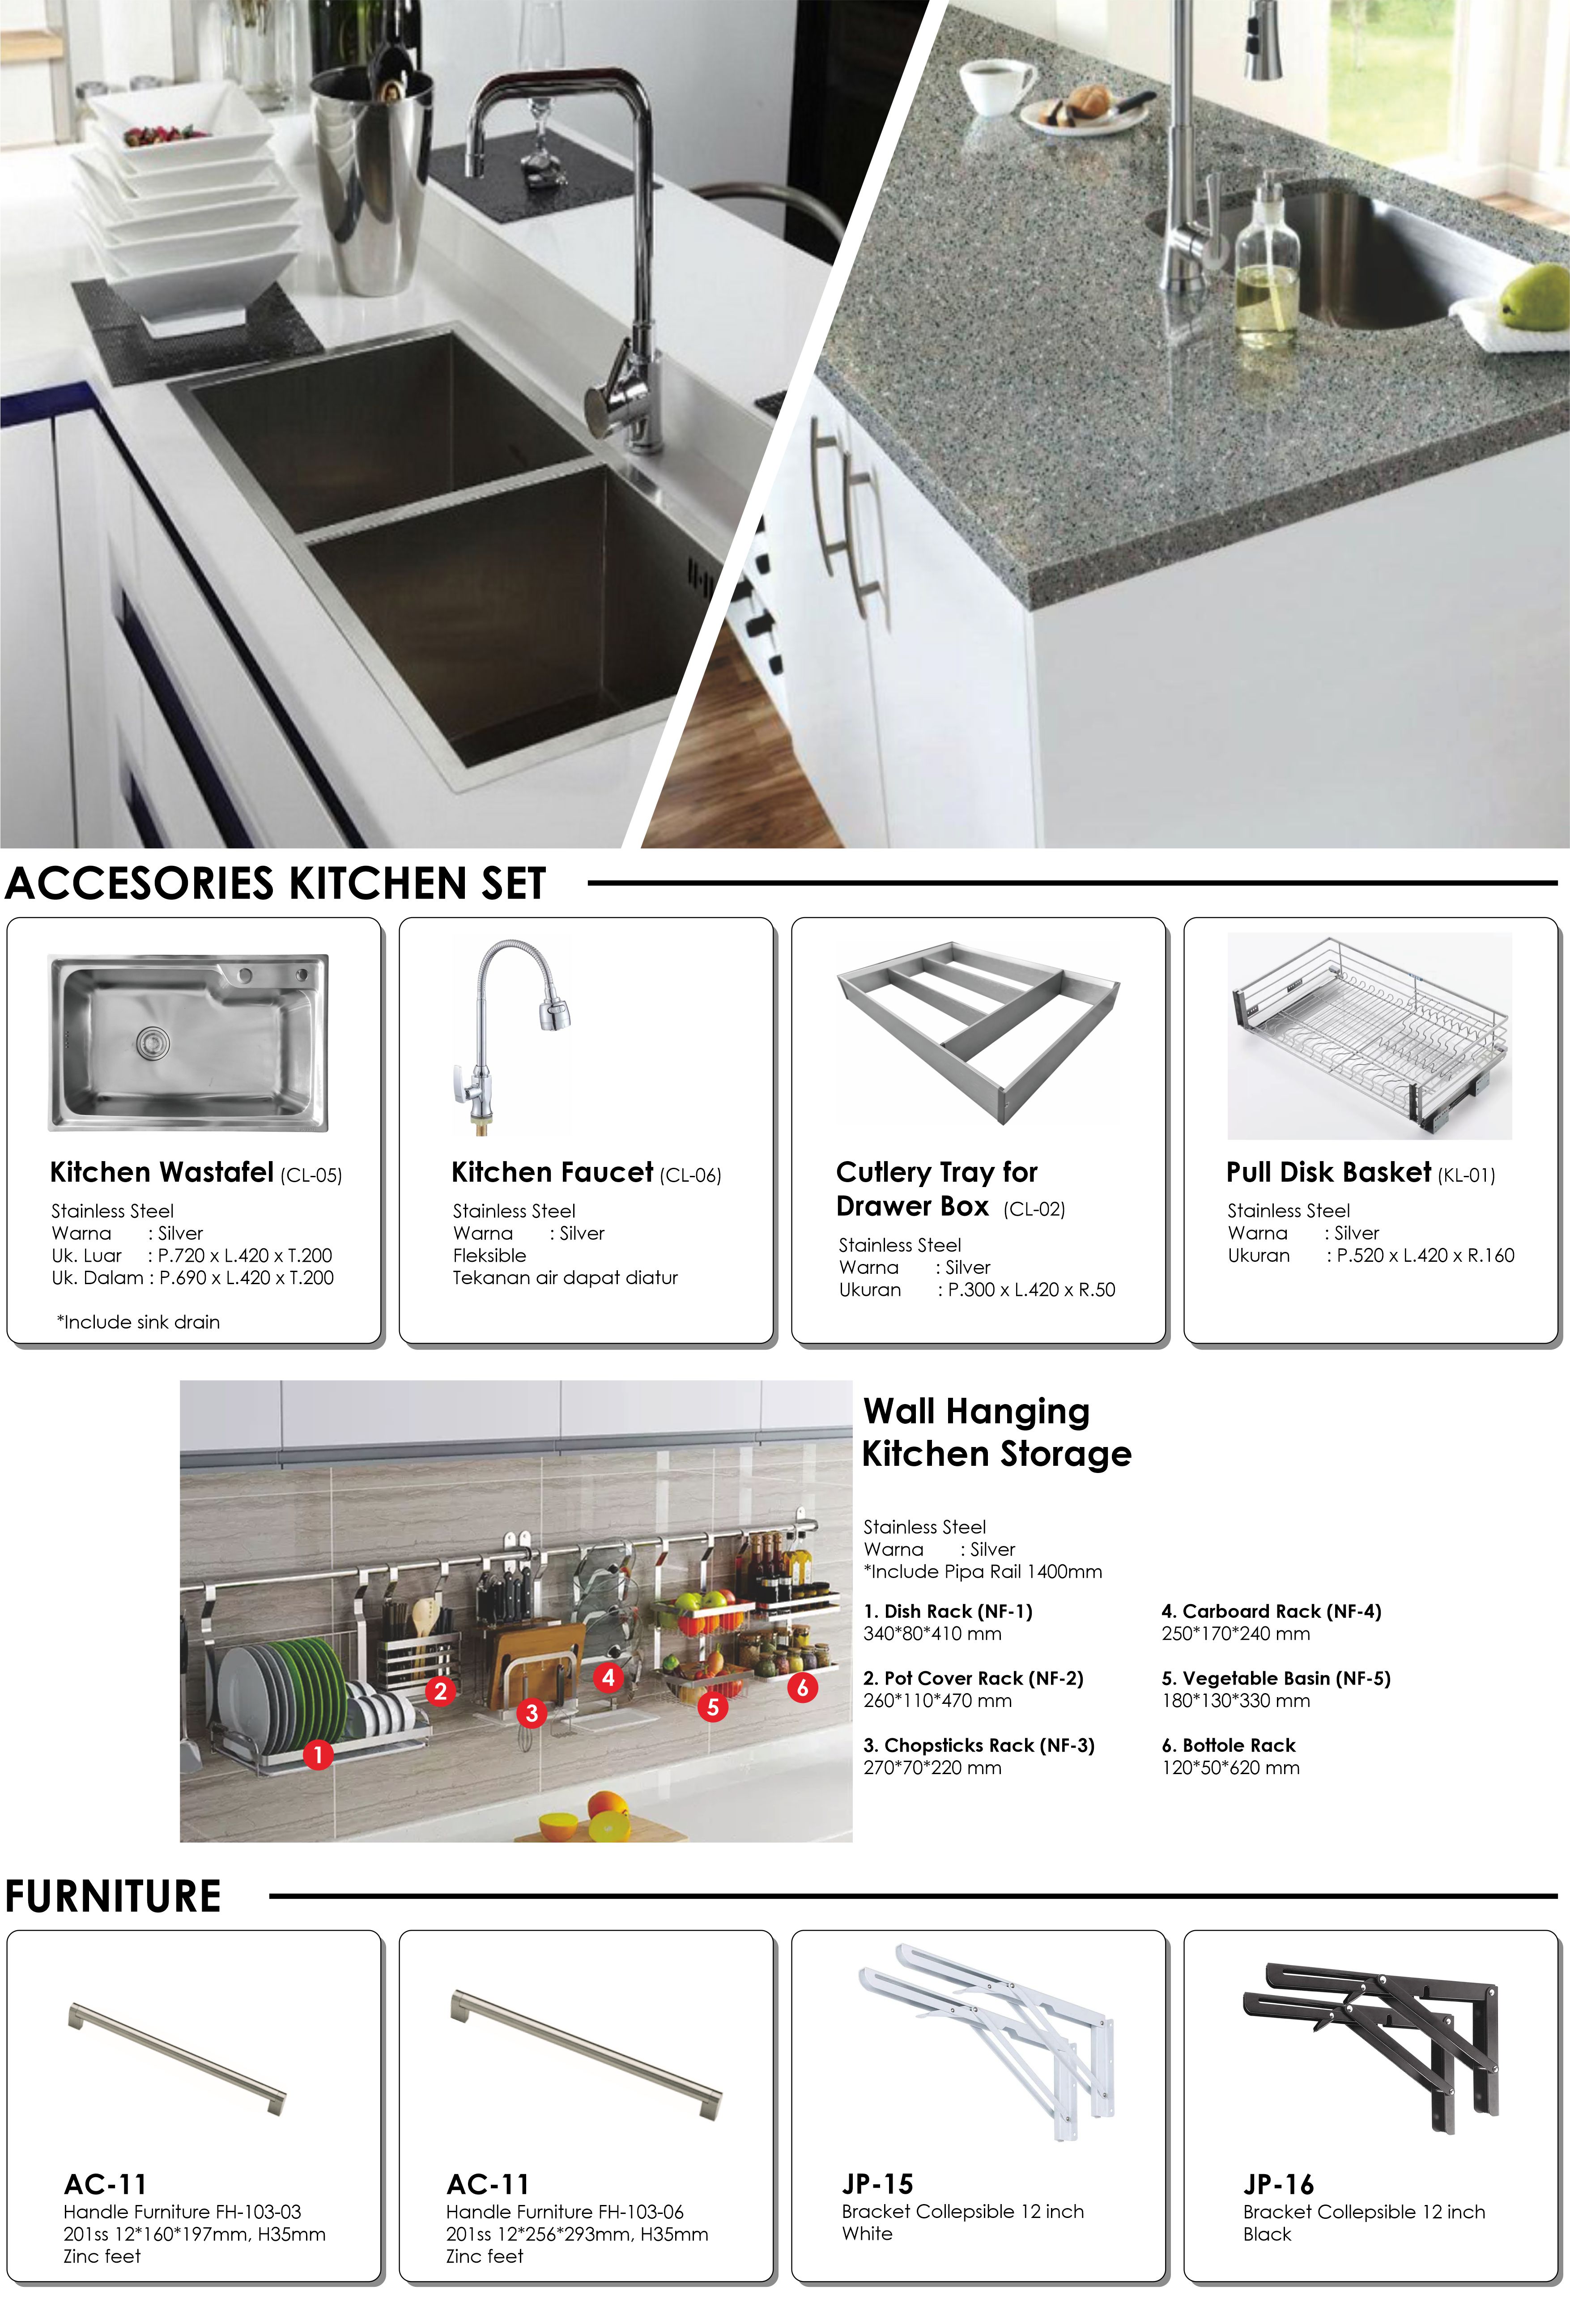 ACCESORIES KITCHEN SET
Kitchen Wastafel (CL-05)
Stainless Steel
Warna : Silver
Uk. Luar : P.720 x L.420 x T.200
Uk. Dalam : P.690 x L.420 x T.200
*Include sink drain
Kitchen Faucet (CL-06)
Stainless Steel
Warna : Silver
Fleksible
Tekanan air dapat diatur
Cutlery Tray for
Drawer Box (CL-02)
Stainless Steel
Warna : Silver
Ukuran : P.300 x L.420 x R.50
Pull Disk Basket (KL-01)
Stainless Steel
Warna : Silver
Ukuran : P.520 x L.420 x R.160
1
2
3
4
5
6
Wall Hanging
Kitchen Storage
Stainless Steel
Warna : Silver
*Include Pipa Rail 1400mm
1. Dish Rack (NF-1)
340*80*410 mm
2. Pot Cover Rack (NF-2)
260*110*470 mm
3. Chopsticks Rack (NF-3)
270*70*220 mm
4. Carboard Rack (NF-4)
250*170*240 mm
5. Vegetable Basin (NF-5)
180*130*330 mm
6. Bottole Rack
120*50*620 mm
FURNITURE
AC-11
Handle Furniture FH-103-03
201ss 12*160*197mm, H35mm
Zinc feet
AC-11
Handle Furniture FH-103-06
201ss 12*256*293mm, H35mm
Zinc feet
JP-15
Bracket Collepsible 12 inch
White
JP-16
Bracket Collepsible 12 inch
Black